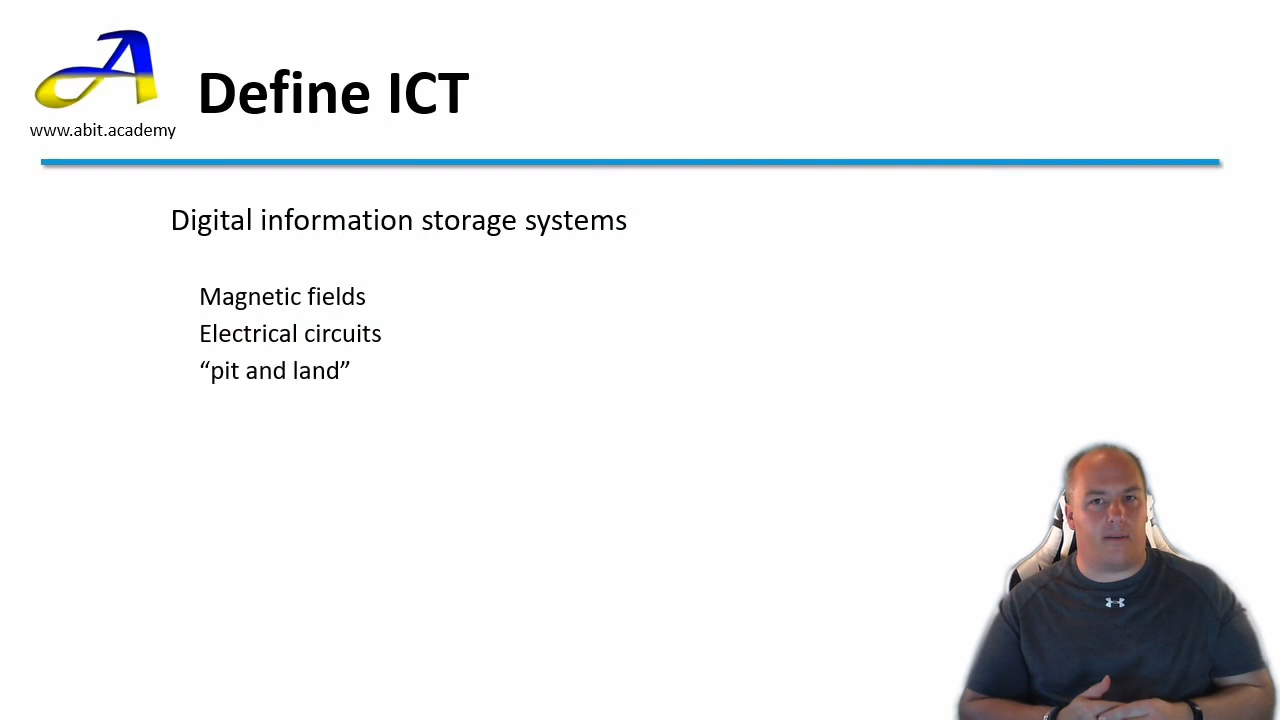 Define ICT
www.abit.academy
Digital information storage systems
Magnetic fields
Electrical circuits
“pit and land”